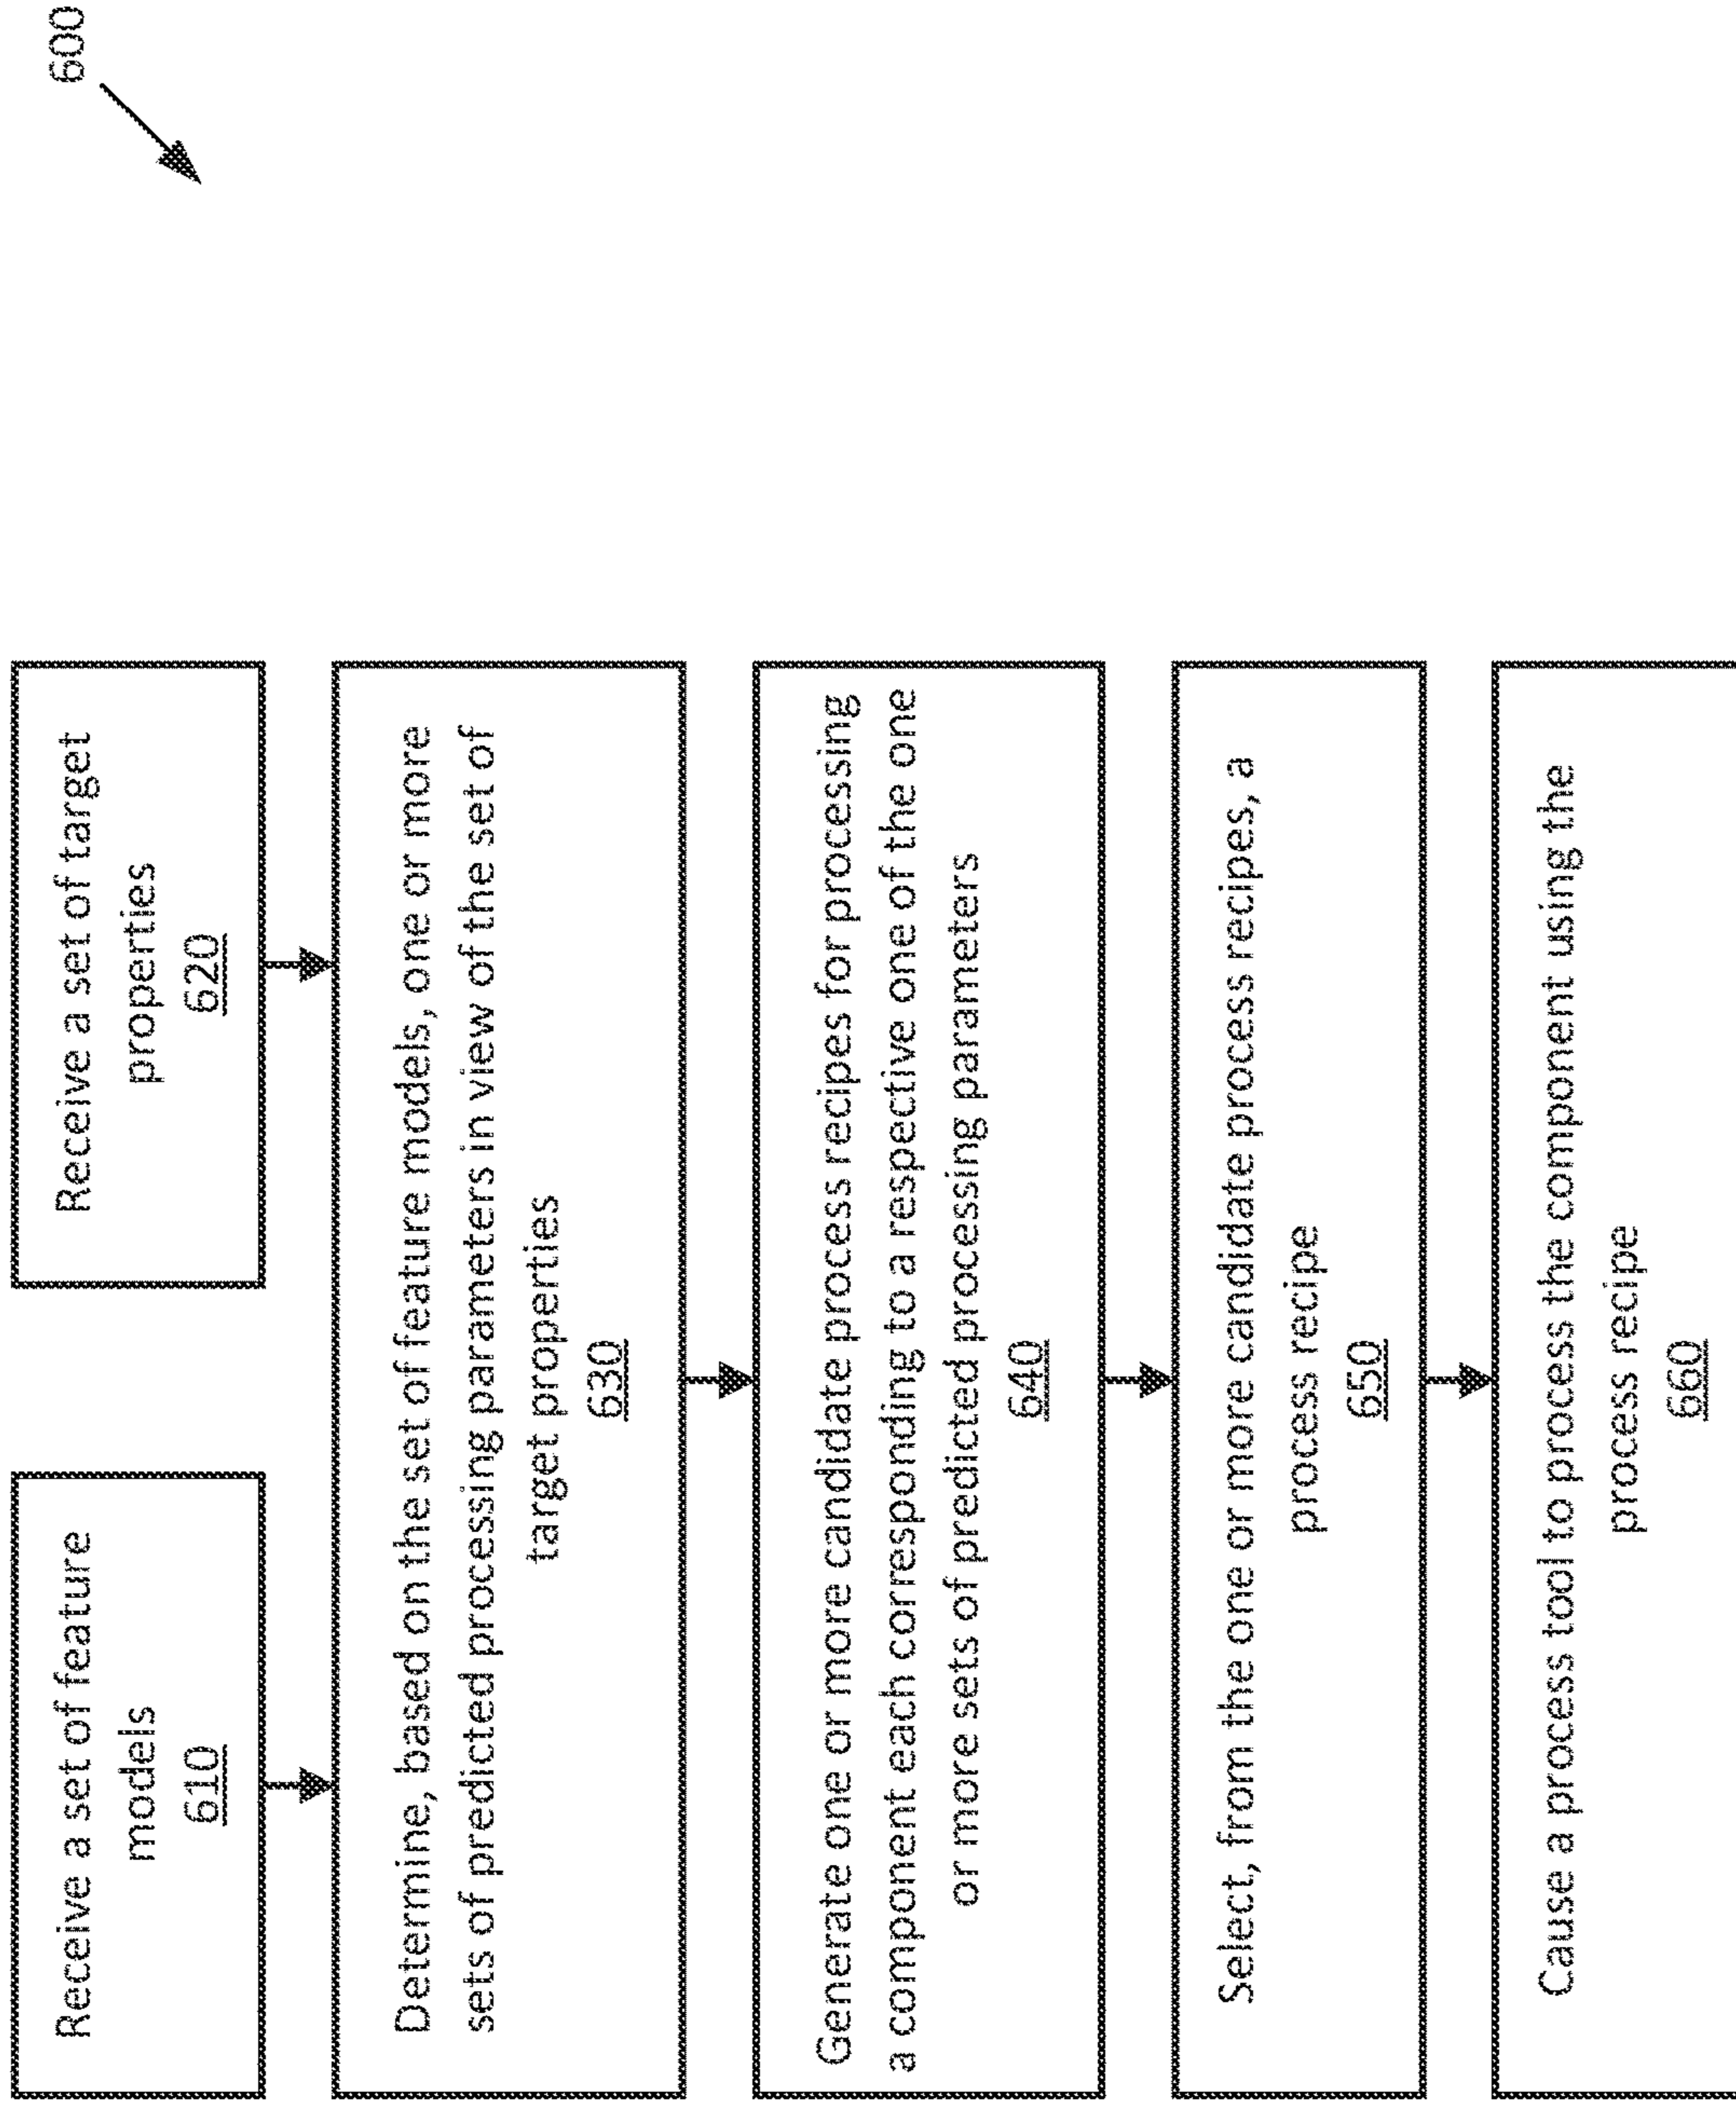 600
Receive a set of feature
models
610
Receive a set of target
properties
620
Determine, based on the set of feature models, one or more
sets of predicted processing parameters in view of the set of
target properties
630
Generate one or more candidate process recipes for processing
a component each corresponding to a respective one of the one
or more sets of predicted processing parameters
640
Select, from the one or more candidate process recipes, a
process recipe
650
Cause a process tool to process the component using the
process recipe
660